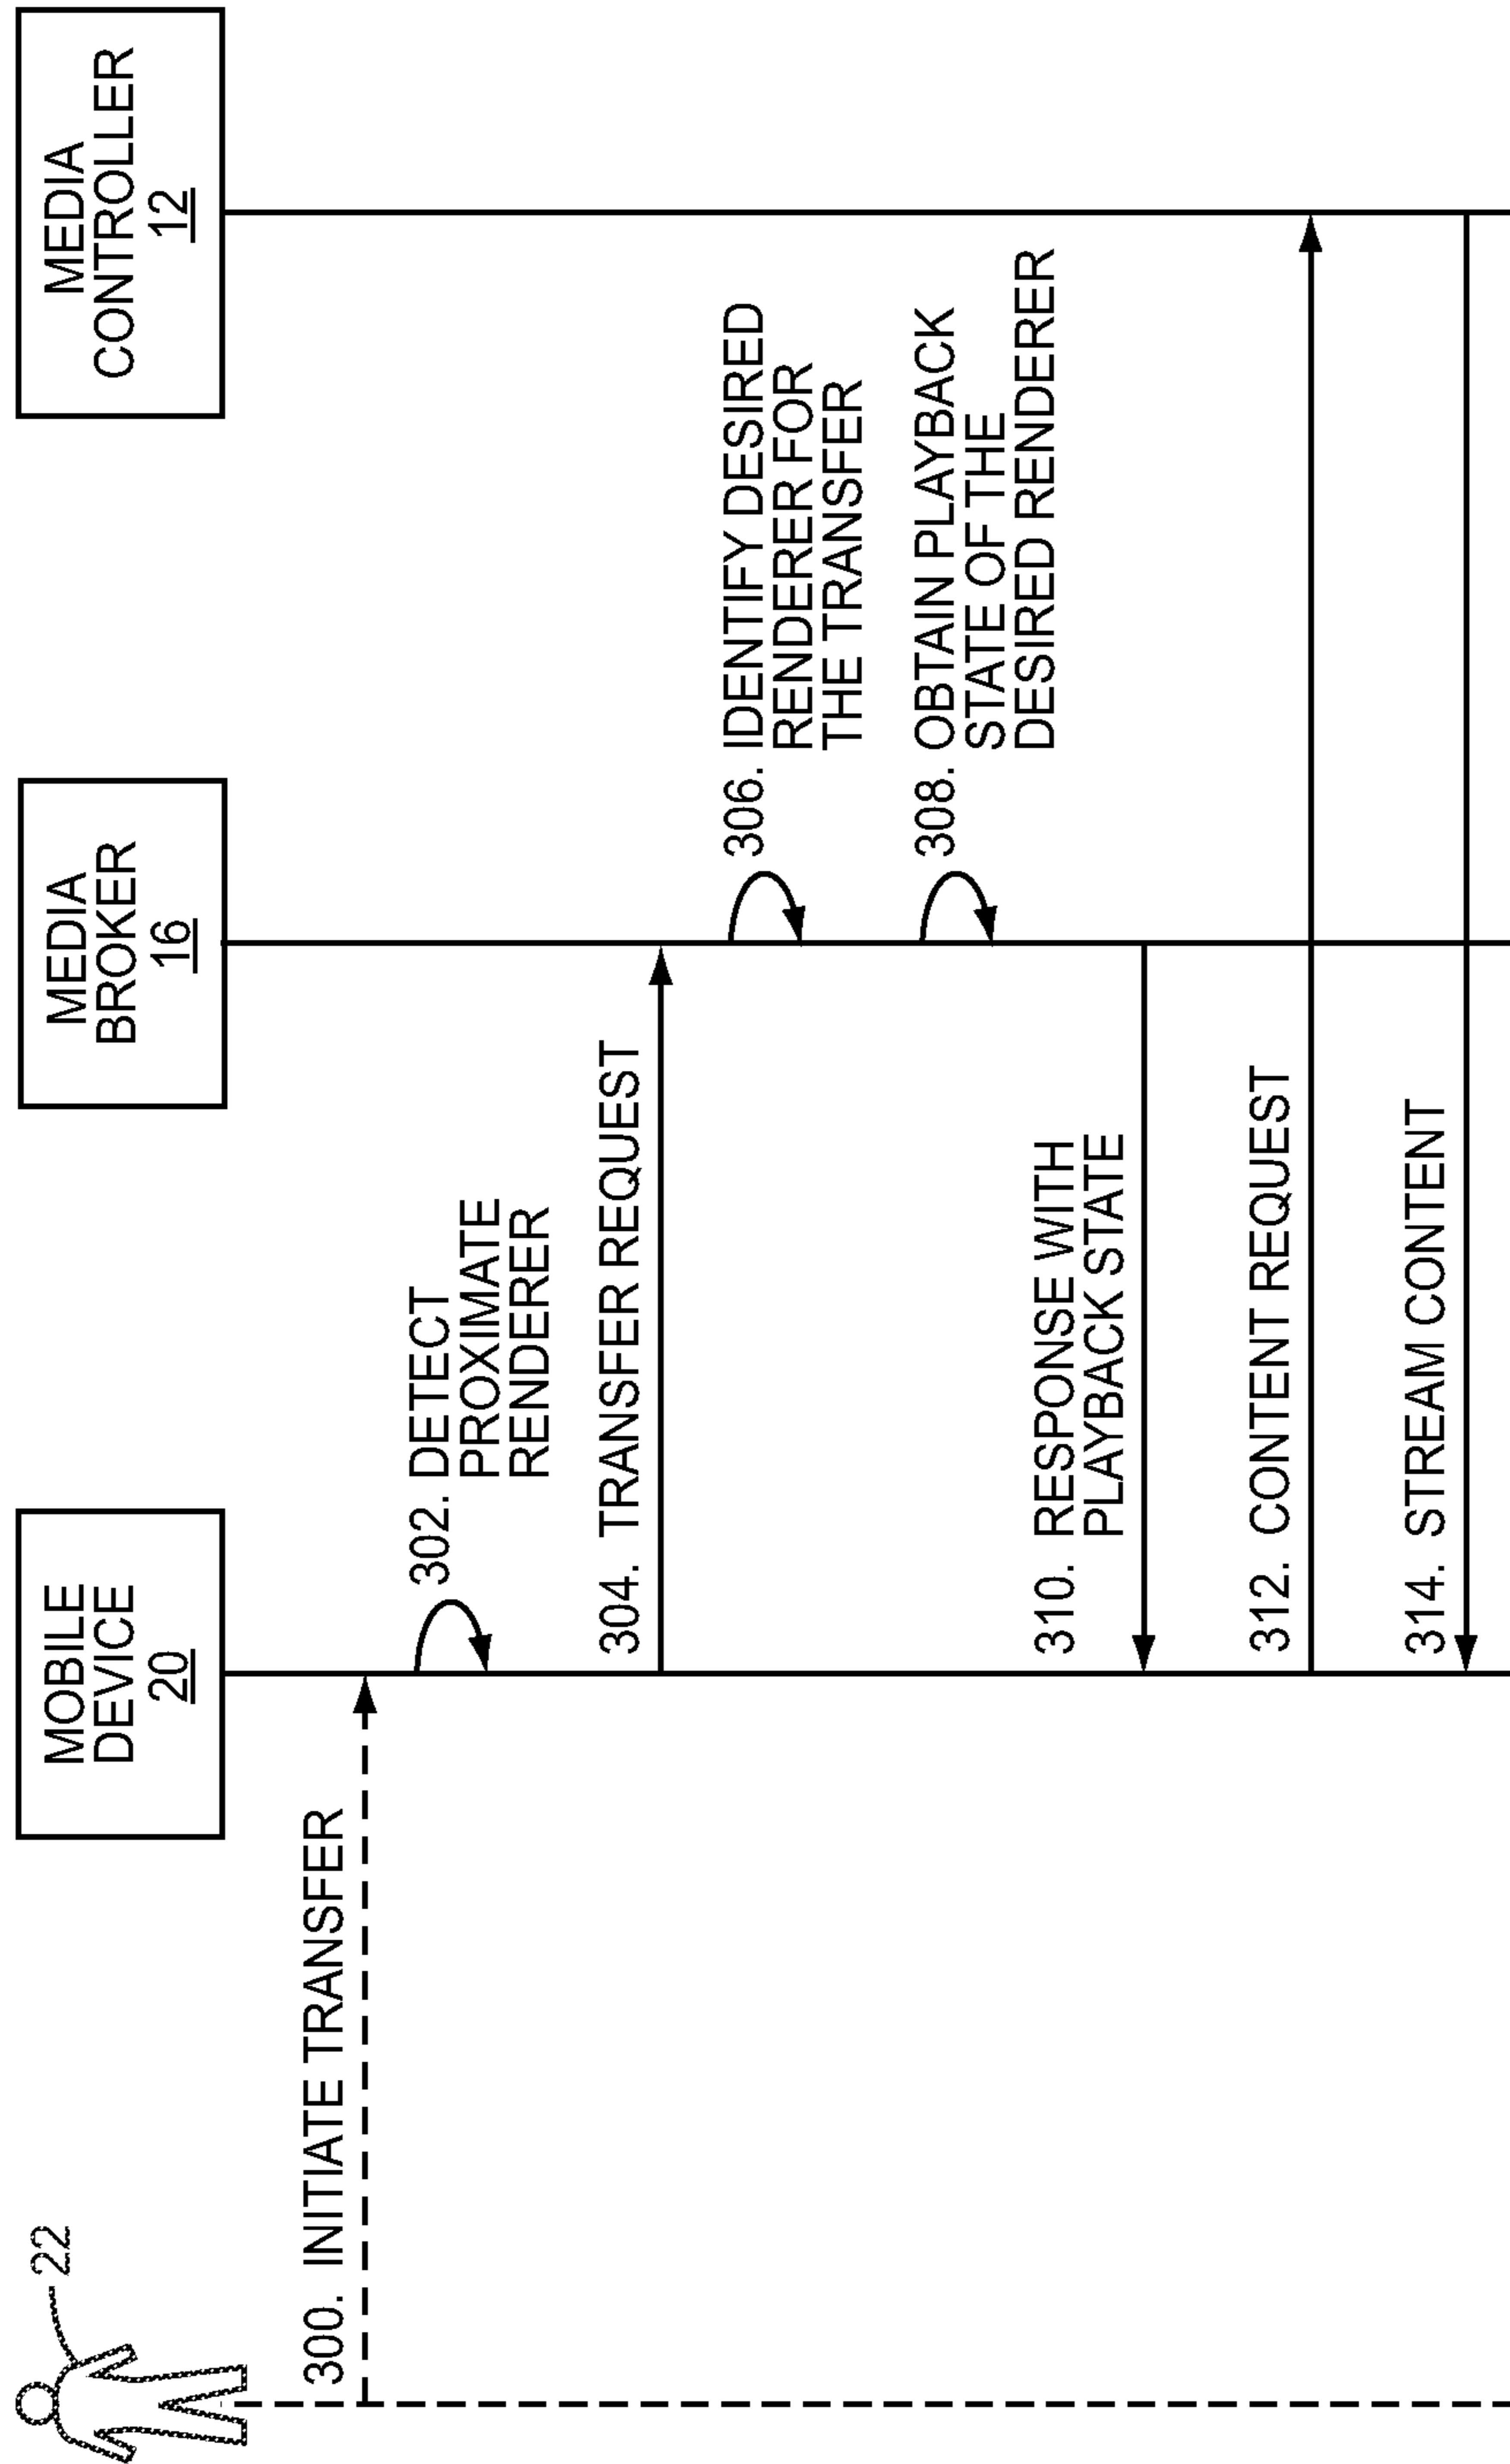 22
MOBILE
DEVICE
20
MEDIA
BROKER
16
MEDIA
CONTROLLER
12
300. INITIATE TRANSFER
302. DETECT
PROXIMATE
RENDERER
304. TRANSFER REQUEST
306. IDENTIFY DESIRED
RENDERER FOR
THE TRANSFER
308. OBTAIN PLAYBACK
STATE OF THE
DESIRED RENDERER
310. RESPONSE WITH
PLAYBACK STATE
312. CONTENT REQUEST
314. STREAM CONTENT